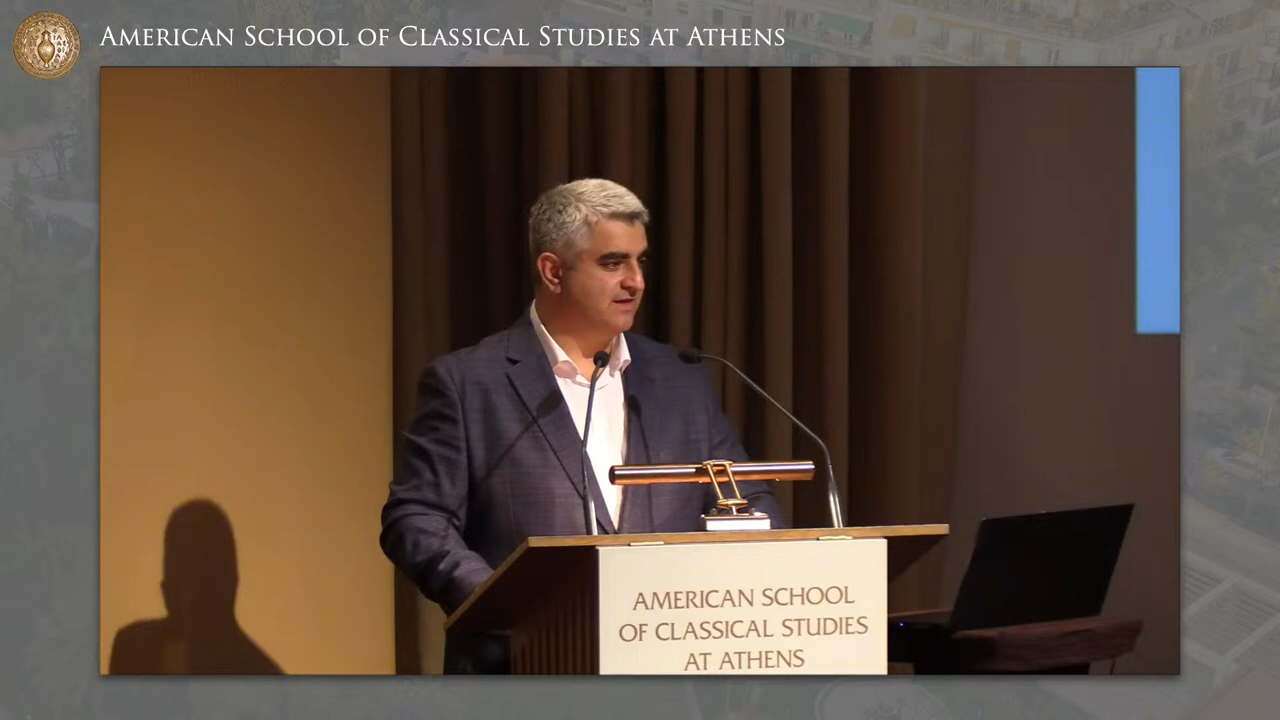 AMERICAN SCHOOL OF CLASSICAL STUDIES AT ATHENS
AMERICAN SCHOOL
OF CLASSICAL STUDIES
AT ATHENS